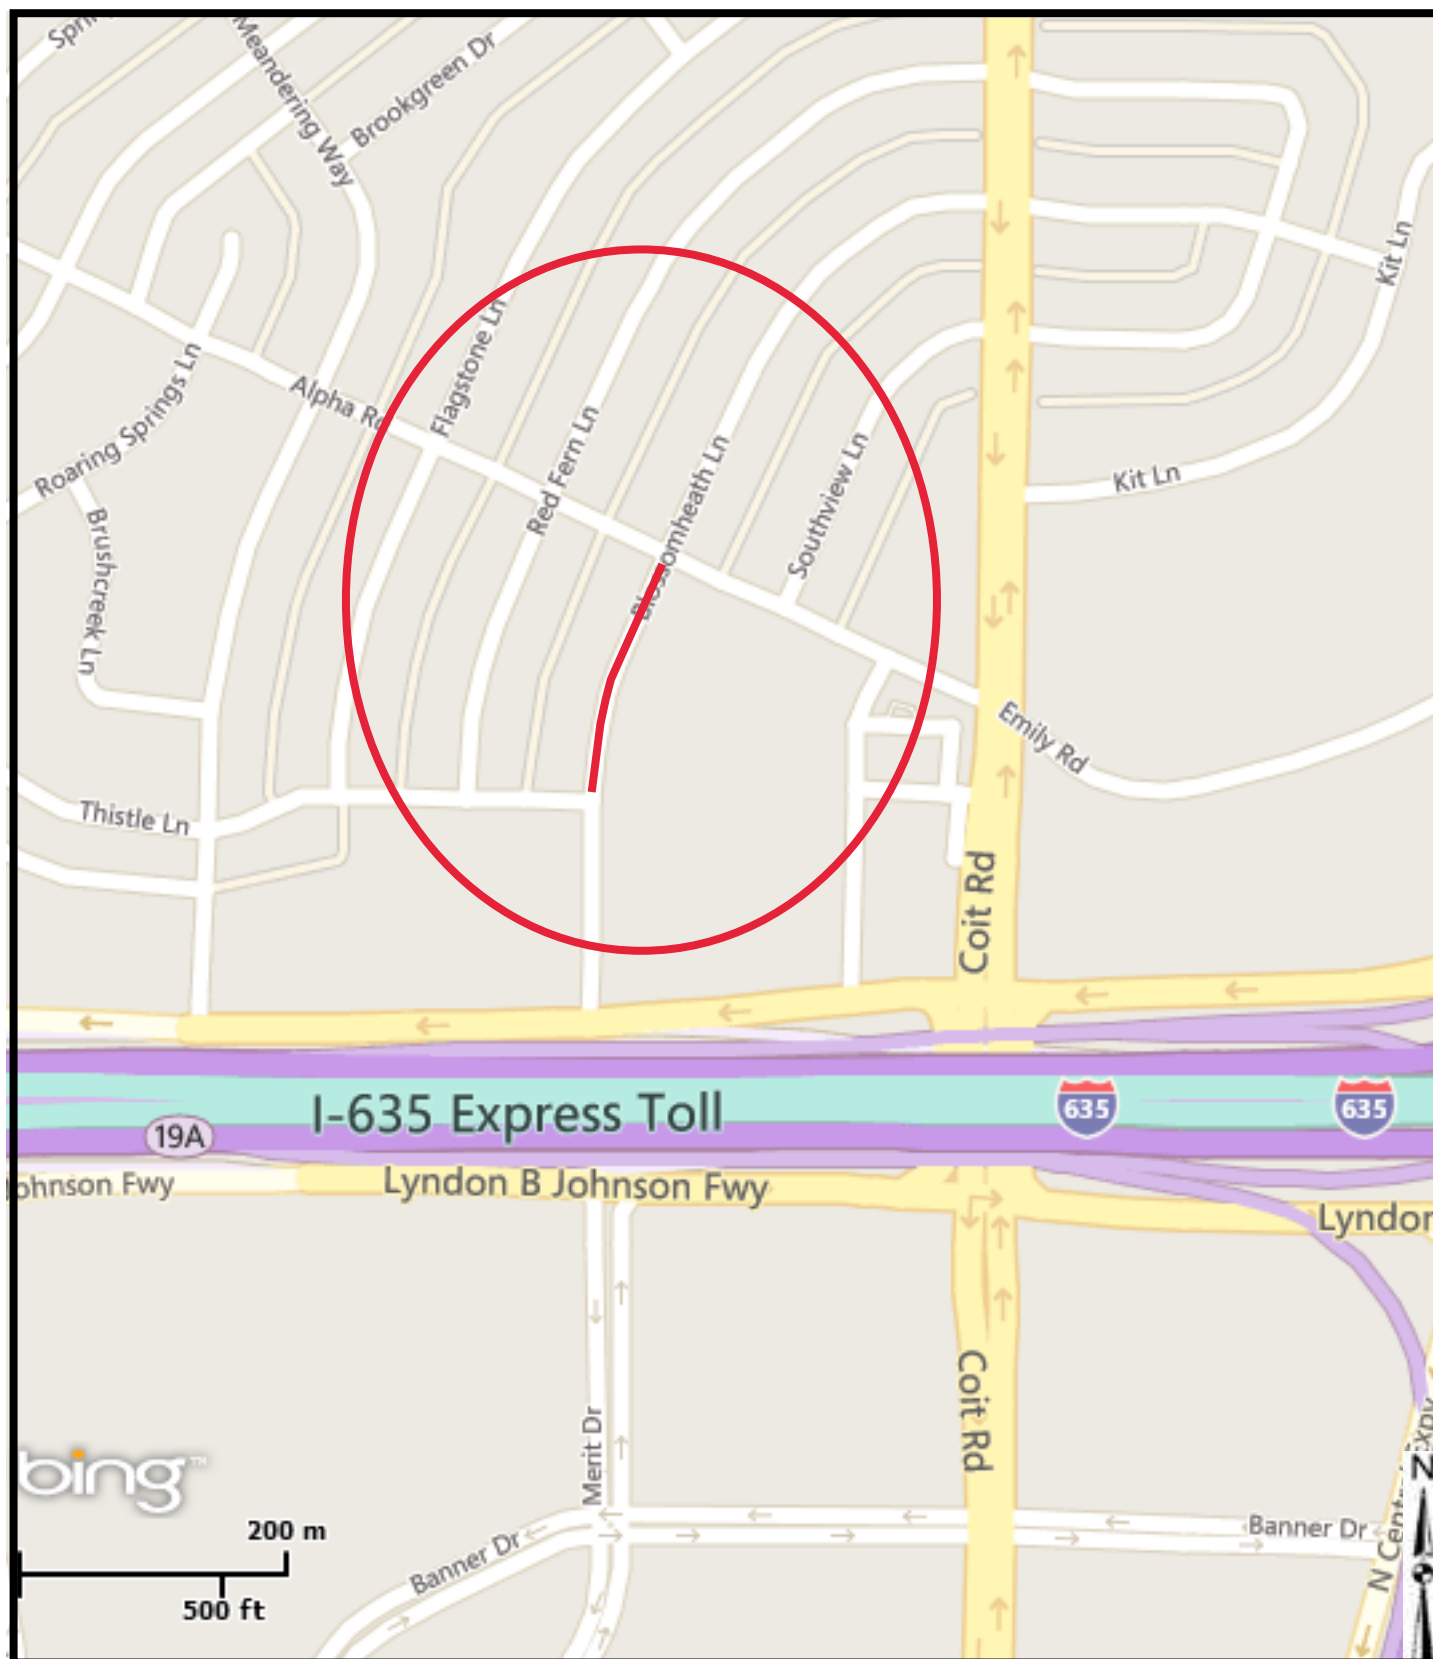 Meandering Way
Brookgreen Dr
Kit Ln
Flagstone Ln
Roaring Springs Ln
Alpha Rd
Red Fern Ln
Blossomheath Ln
Southview Ln
Kit Ln
Brushcreek Ln
Emily Rd
Thistle Ln
Coit Rd
I-635 Express Toll
635
635
19A
ohnson Fwy
Lyndon B Johnson Fwy
Lyndon
Coit Rd
Merit Dr
bing™
N
200 m
Banner Dr
Banner Dr
500 ft